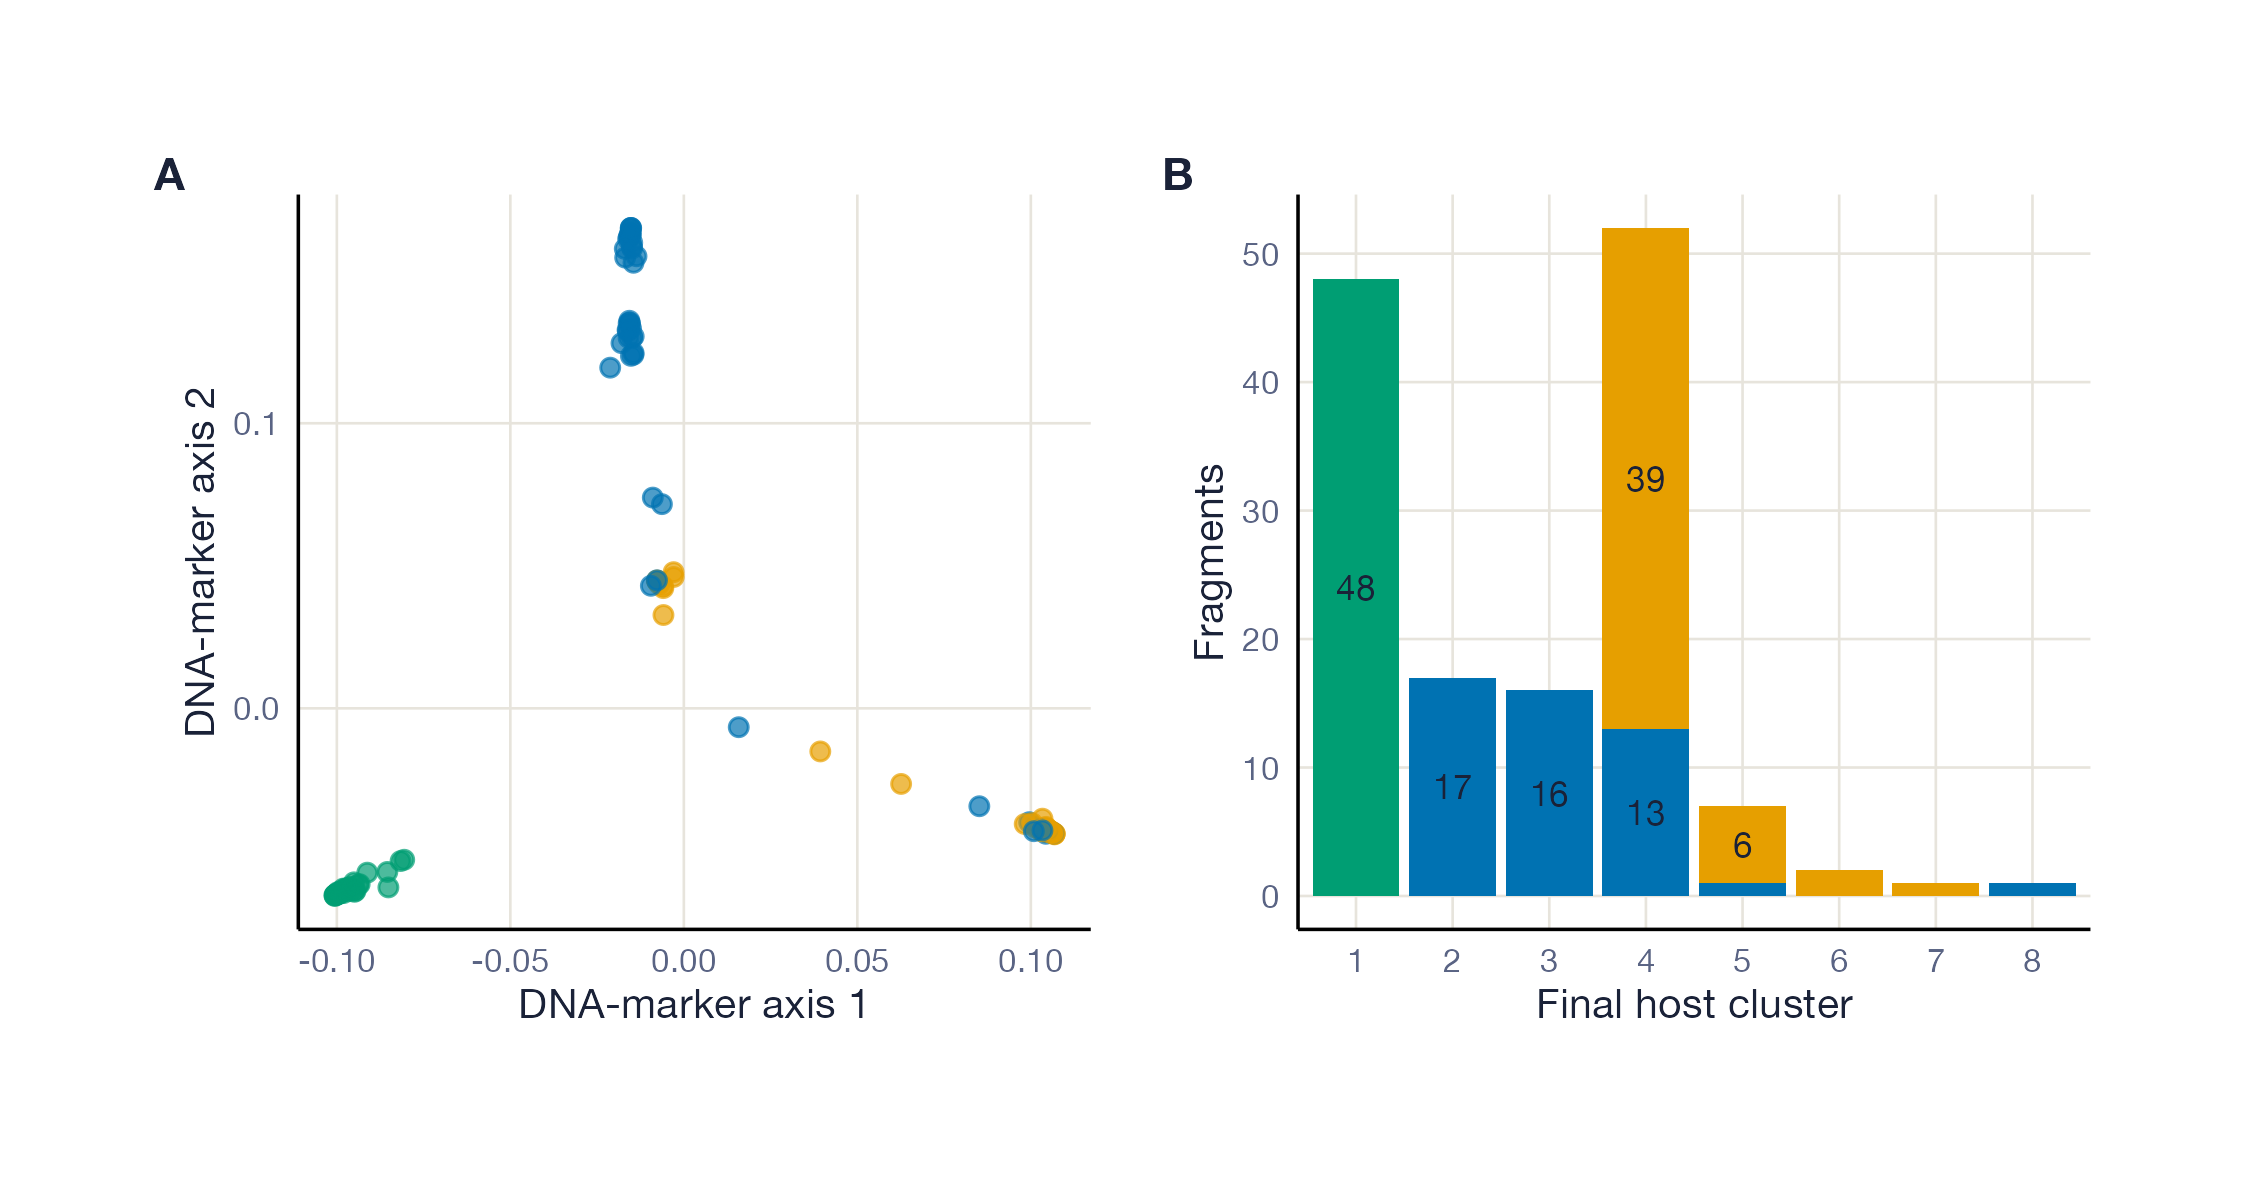 A
DNA-marker axis 2
0.1
0.0
-0.10 -0.05 0.00 0.05 0.10
DNA-marker axis 1
B
Fragments
50
40
30
20
10
0
48
17
16
39
13
6
1 2 3 4 5 6 7 8
Final host cluster